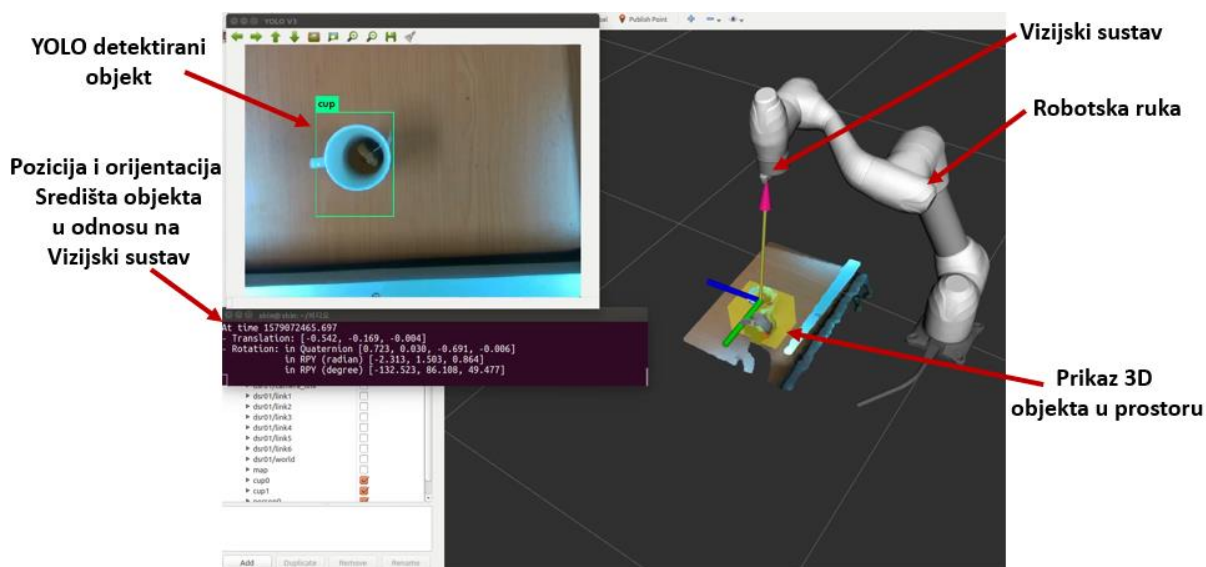 YOLO detektirani
objekt
Pozicija i orijentacija
Središta objekta
u odnosu na
Vizijski sustav
Vizijski sustav
Robotska ruka
Prikaz 3D
objekta u prostoru
YOLO V3
Publish Point
cup
At time 1579072465.697
- Translation: [-0.542, -0.169, -0.004]
- Rotation: in Quaternion [0.723, 0.030, -0.691, -0.006]
in RPY (radian) [-2.313, 1.503, 0.864]
in RPY (degree) [-132.523, 86.108, 49.477]
dsr01/link1
dsr01/link2
dsr01/link3
dsr01/link4
dsr01/link5
dsr01/link6
dsr01/world
map
cup0
cup1
Add
Duplicate
Remove
Rename